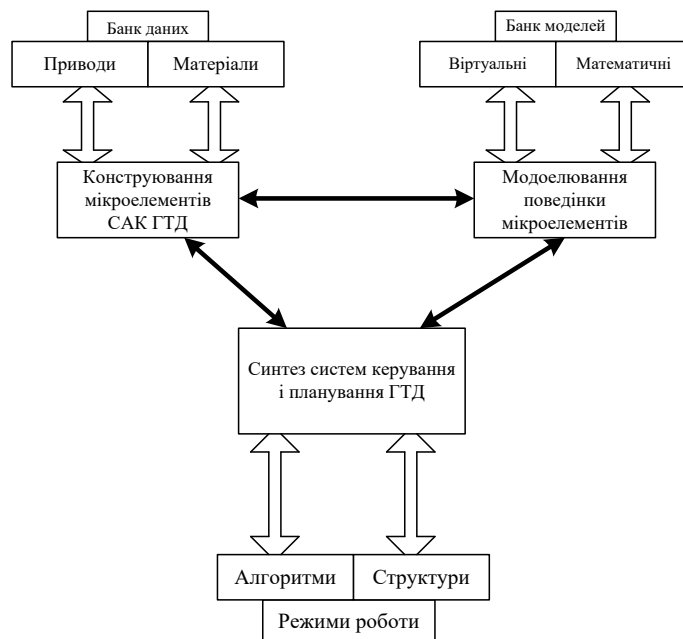 Банк даних
Приводи
Матеріали
Банк моделей
Віртуальні
Математичні
Конструювання
мікроелементів
САК ГТД
Модоелювання
поведінки
мікроелементів
Синтез систем керування
і планування ГТД
Алгоритми
Структури
Режими роботи